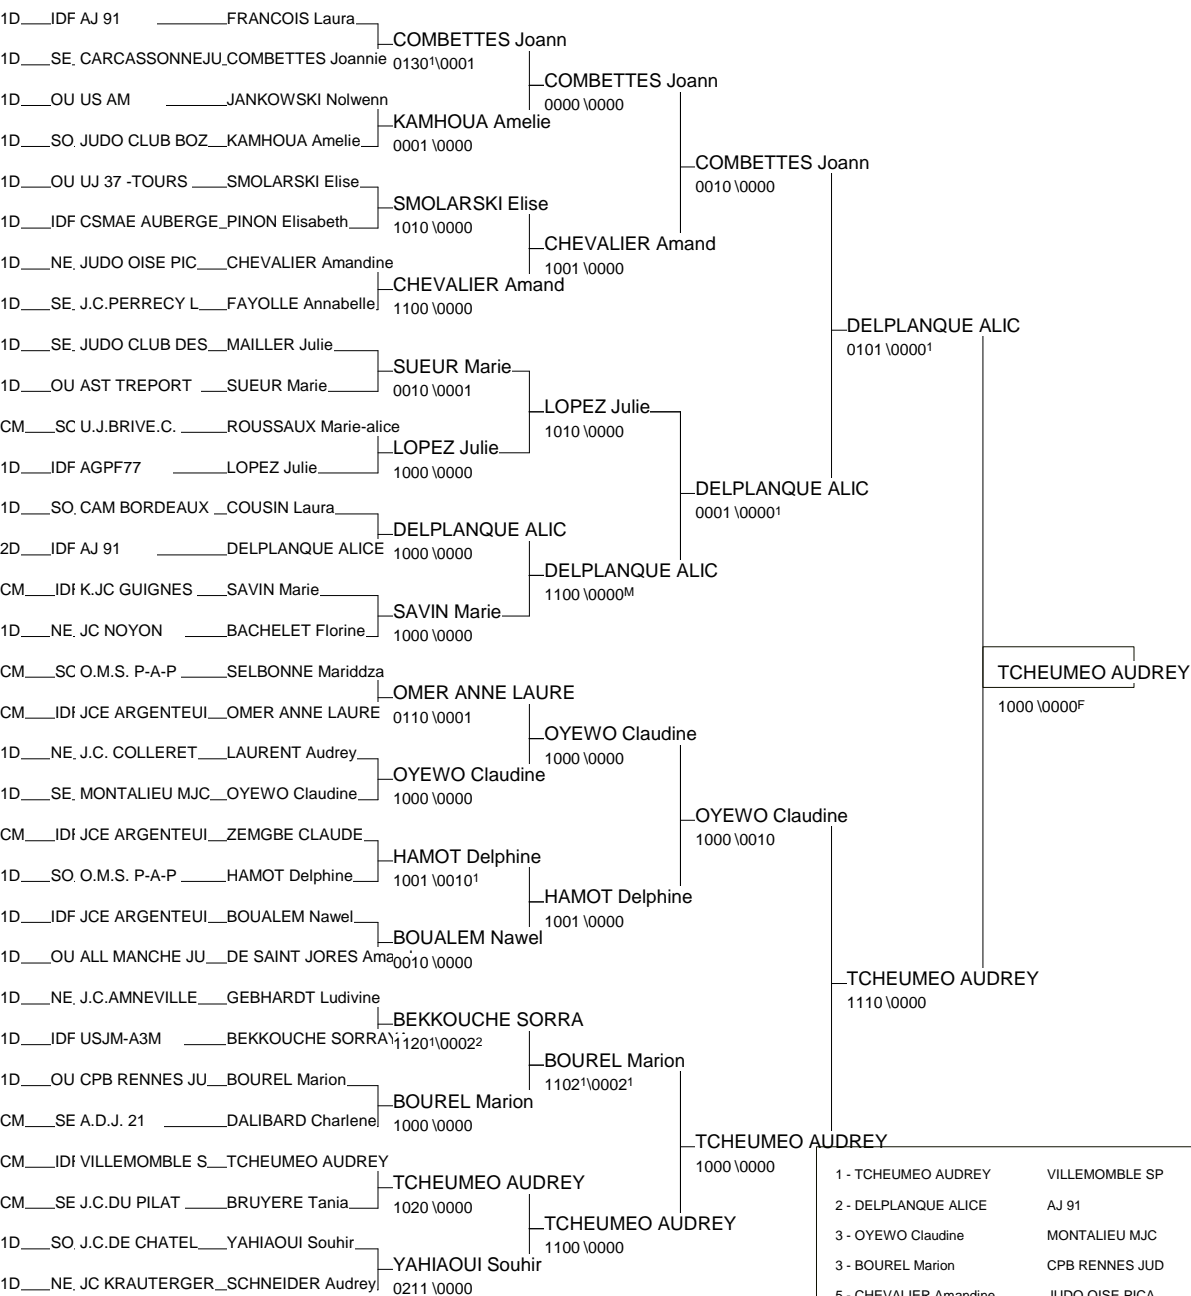 1D IDF AJ 91 FRANCOIS Laura
COMBETTES Joann
0130¹\0001
1D SE CARCASSONNEJU COMBETTES Joannie
COMBETTES Joann
0000 \0000
1D OU US AM JANKOWSKI Nolwenn
KAMHOUA Amelie
0001 \0000
1D SO JUDO CLUB BOZ KAMHOUA Amelie
COMBETTES Joann
0010 \0000
1D OU UJ 37 -TOURS SMOLARSKI Elise
SMOLARSKI Elise
1010 \0000
1D IDF CSMAE AUBERGE PINON Elisabeth
CHEVALIER Amand
1001 \0000
1D NE JUDO OISE PIC CHEVALIER Amandine
CHEVALIER Amand
1100 \0000
1D SE J.C.PERRECY L FAYOLLE Annabelle
DELPLANQUE ALIC
0101 \0000¹
1D SE JUDO CLUB DES MAILLER Julie
SUEUR Marie
0010 \0001
1D OU AST TREPORT SUEUR Marie
LOPEZ Julie
1010 \0000
CM SC U.J.BRIVE.C. ROUSSAUX Marie-alice
LOPEZ Julie
1000 \0000
1D IDF AGPF77 LOPEZ Julie
DELPLANQUE ALIC
0001 \0000¹
1D SO CAM BORDEAUX COUSIN Laura
DELPLANQUE ALIC
1000 \0000
2D IDF AJ 91 DELPLANQUE ALICE
DELPLANQUE ALIC
1100 \0000M
CM IDF K.JC GUIGNES SAVIN Marie
SAVIN Marie
1000 \0000
1D NE JC NOYON BACHELET Florine
TCHEUMEO AUDREY
1000 \0000F
CM SC O.M.S. P-A-P SELBONNE Mariddza
OMER ANNE LAURE
0110 \0001
CM IDF JCE ARGENTEUI OMER ANNE LAURE
OYEWO Claudine
1000 \0000
1D NE J.C. COLLERET LAURENT Audrey
OYEWO Claudine
1000 \0000
1D SE MONTALIEU MJC OYEWO Claudine
OYEWO Claudine
1000 \0010
CM IDF JCE ARGENTEUI ZEMGBE CLAUDE
HAMOT Delphine
1001 \0010¹
1D SO O.M.S. P-A-P HAMOT Delphine
HAMOT Delphine
1001 \0000
1D IDF JCE ARGENTEUI BOUALEM Nawel
BOUALEM Nawel
0010 \0000
1D OU ALL MANCHE JU DE SAINT JORES Ama
TCHEUMEO AUDREY
1110 \0000
1D NE J.C.AMNEVILLE GEBHARDT Ludivine
BEKKOUCHE SORRA
1120¹\0002²
1D IDF USJM-A3M BEKKOUCHE SORRAY
BOUREL Marion
1102¹\0002¹
1D OU CPB RENNES JU BOUREL Marion
BOUREL Marion
1000 \0000
CM SE A.D.J. 21 DALIBARD Charlene
TCHEUMEO AUDREY
1000 \0000
CM IDF VILLEMOMBLE S TCHEUMEO AUDREY
TCHEUMEO AUDREY
1020 \0000
CM SE J.C.DU PILAT BRUYERE Tania
TCHEUMEO AUDREY
1100 \0000
1D SO J.C.DE CHATEL YAHIAOUI Souhir
YAHIAOUI Souhir
0211 \0000
1D NE JC KRAUTERGER SCHNEIDER Audrey
1 - TCHEUMEO AUDREY VILLEMOMBLE SP
2 - DELPLANQUE ALICE AJ 91
3 - OYEWO Claudine MONTALIEU MJC
3 - BOUREL Marion CPB RENNES JUD
5 - CHEVALIER Amandine JUDO OISE PICA